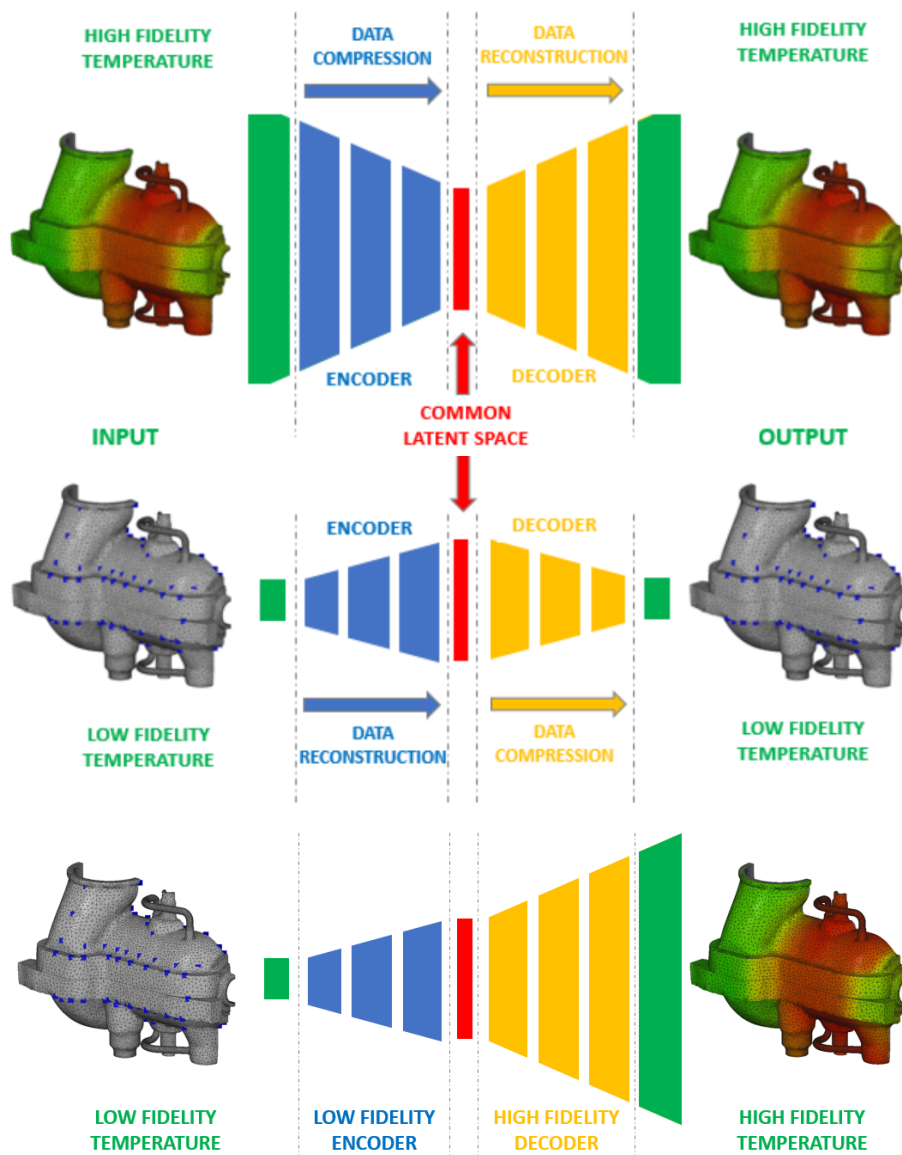 HIGH FIDELITY
TEMPERATURE
DATA
COMPRESSION
DATA
RECONSTRUCTION
HIGH FIDELITY
TEMPERATURE
ENCODER
DECODER
COMMON
LATENT SPACE
INPUT
OUTPUT
ENCODER
DECODER
LOW FIDELITY
TEMPERATURE
DATA
RECONSTRUCTION
DATA
COMPRESSION
LOW FIDELITY
TEMPERATURE
LOW FIDELITY
TEMPERATURE
LOW FIDELITY
ENCODER
HIGH FIDELITY
DECODER
HIGH FIDELITY
TEMPERATURE